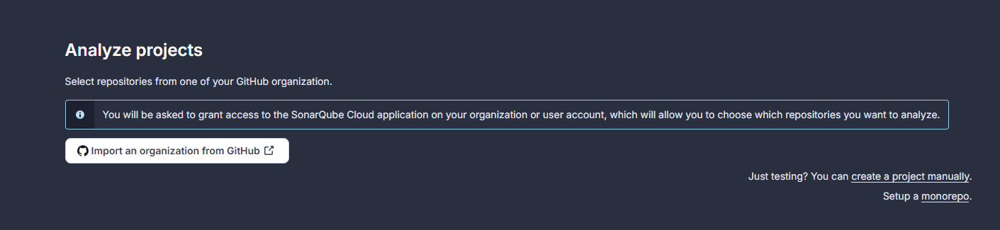 Analyze projects
Select repositories from one of your GitHub organization.
You will be asked to grant access to the SonarQube Cloud application on your organization or user account, which will allow you to choose which repositories you want to analyze.
Import an organization from GitHub
Just testing? You can create a project manually.
Setup a monorepo.